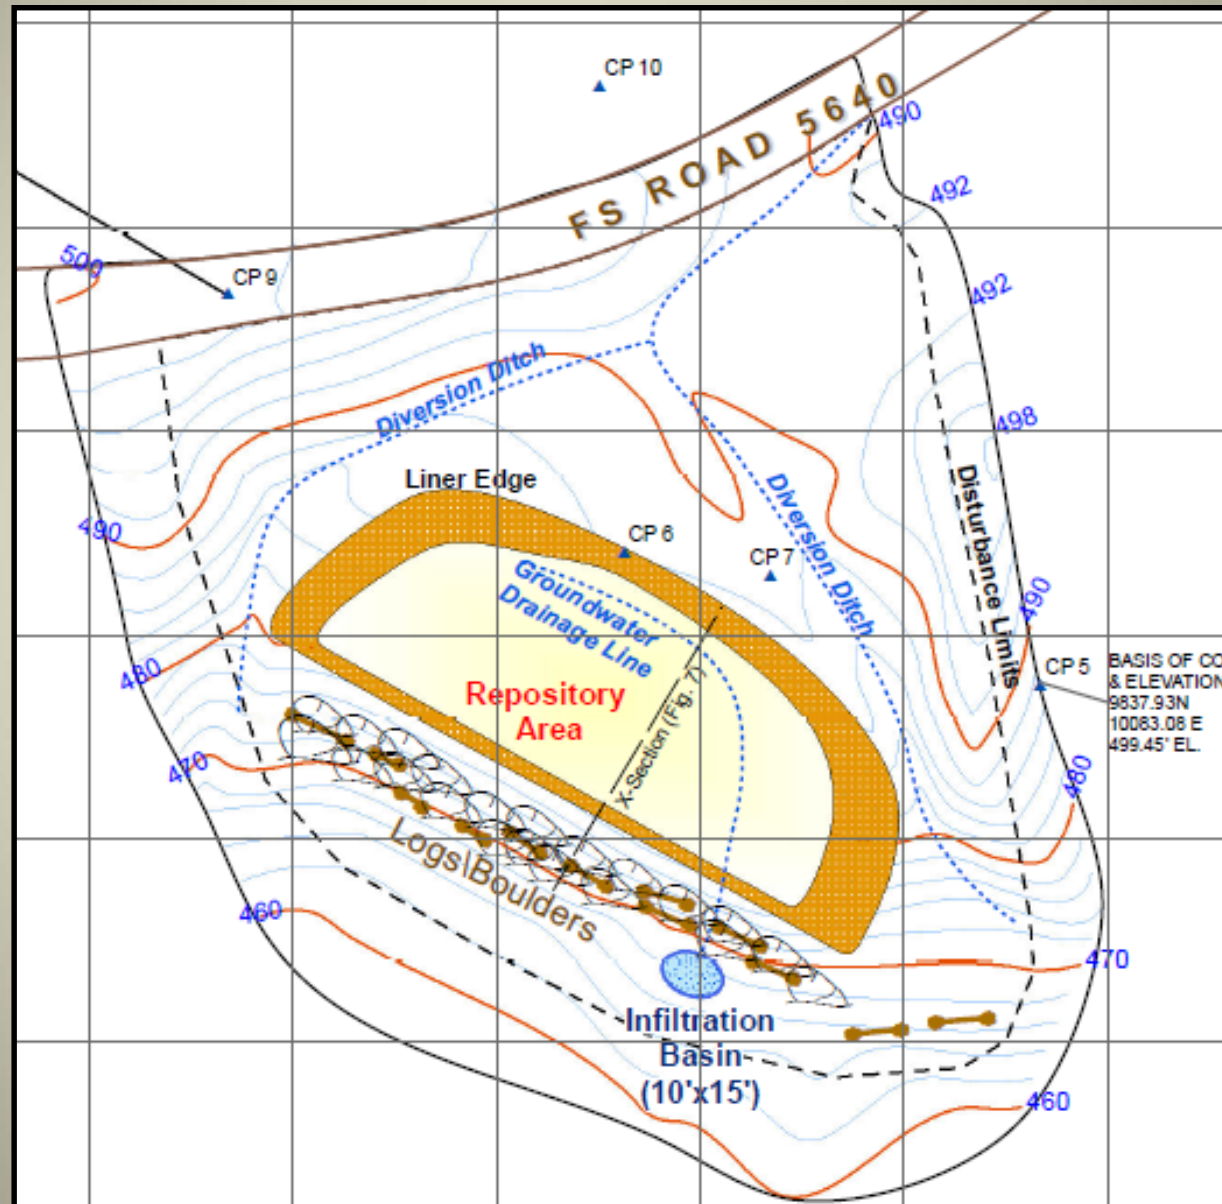 CP 10
FS ROAD 5640
490
492
500
CP 9
492
Diversion Ditch
498
Liner Edge
Disturbance Limits
Diversion Ditch
490
CP 6
CP 7
Groundwater
Drainage Line
490
480
CP 5
BASIS OF CO
& ELEVATION
9837.93N
10083.08 E
499.45' EL.
Repository
Area
X-Section (Fig. 7)
470
480
Logs\Boulders
460
470
Infiltration
Basin
(10'x15')
460